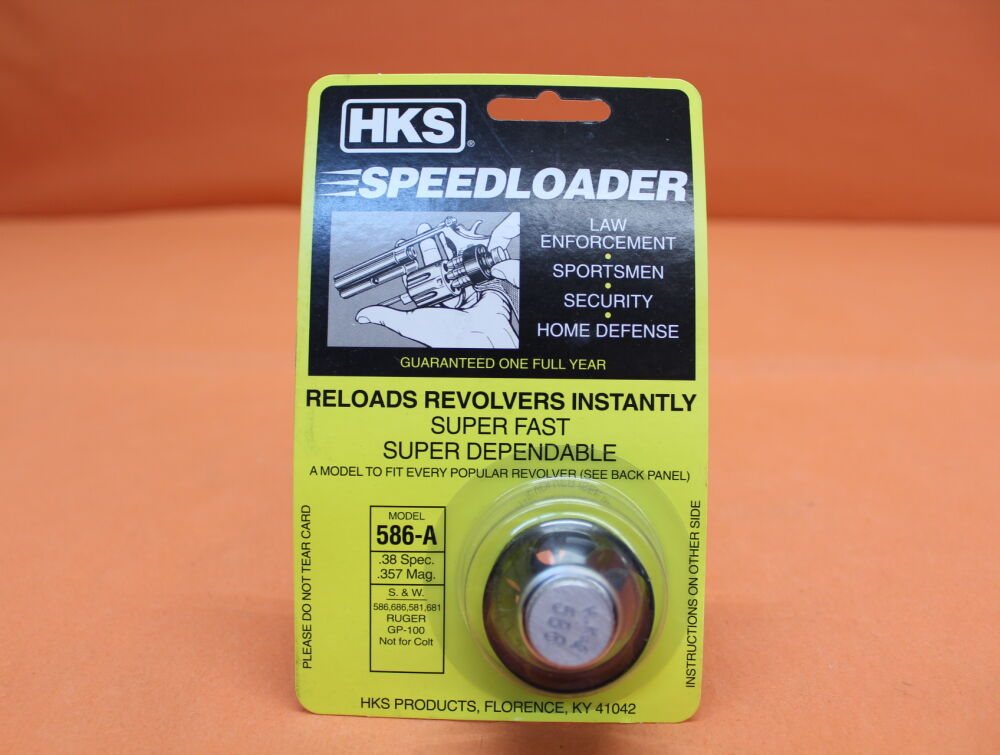 HKS®
SPEEDLOADER
LAW
ENFORCEMENT
•
SPORTSMEN
•
SECURITY
•
HOME DEFENSE
GUARANTEED ONE FULL YEAR
RELOADS REVOLVERS INSTANTLY
SUPER FAST
SUPER DEPENDABLE
A MODEL TO FIT EVERY POPULAR REVOLVER (SEE BACK PANEL)
PLEASE DO NOT TEAR CARD
MODEL
586-A
.38 Spec.
.357 Mag.
S. & W.
586,686,581,681
RUGER
GP-100
Not for Colt
INSTRUCTIONS ON OTHER SIDE
HKS PRODUCTS, FLORENCE, KY 41042